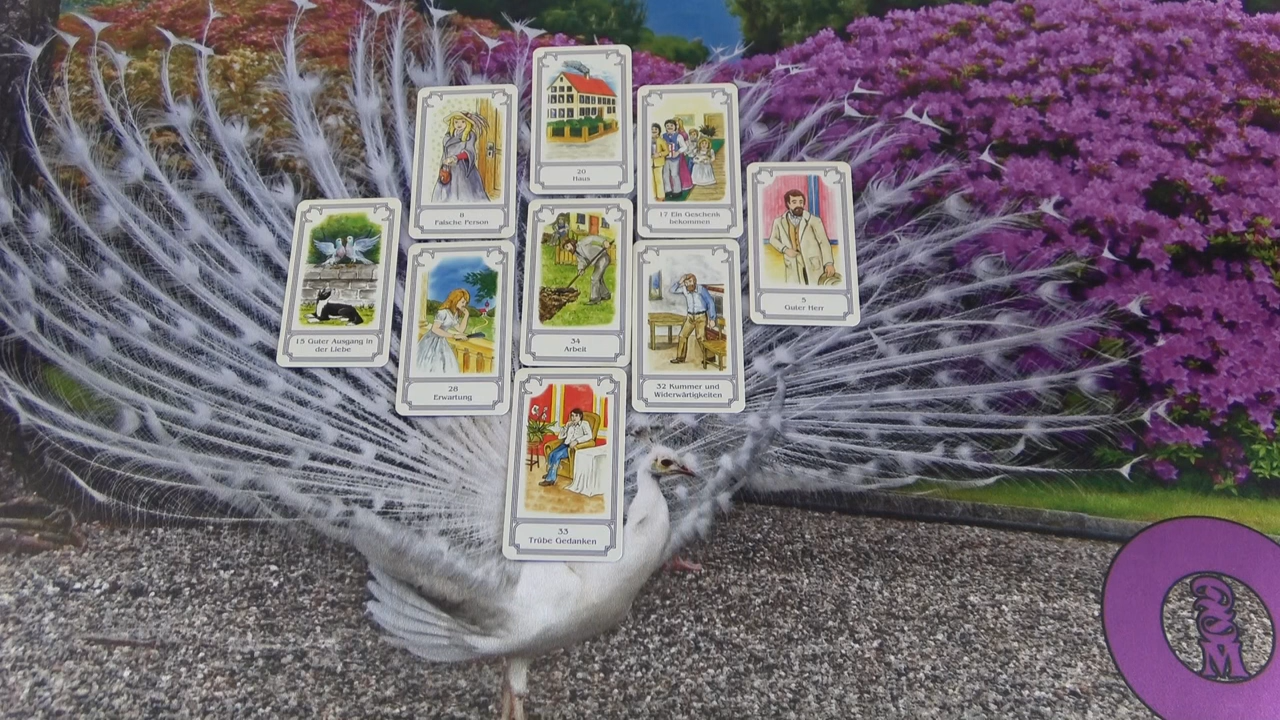 20
Haus
8
Falsche Person
17 Ein Geschenk
bekommen
5
Guter Herr
15 Guter Ausgang in
der Liebe
28
Erwartung
34
Arbeit
32 Kummer und
Widerwärtigkeiten
33
Trübe Gedanken